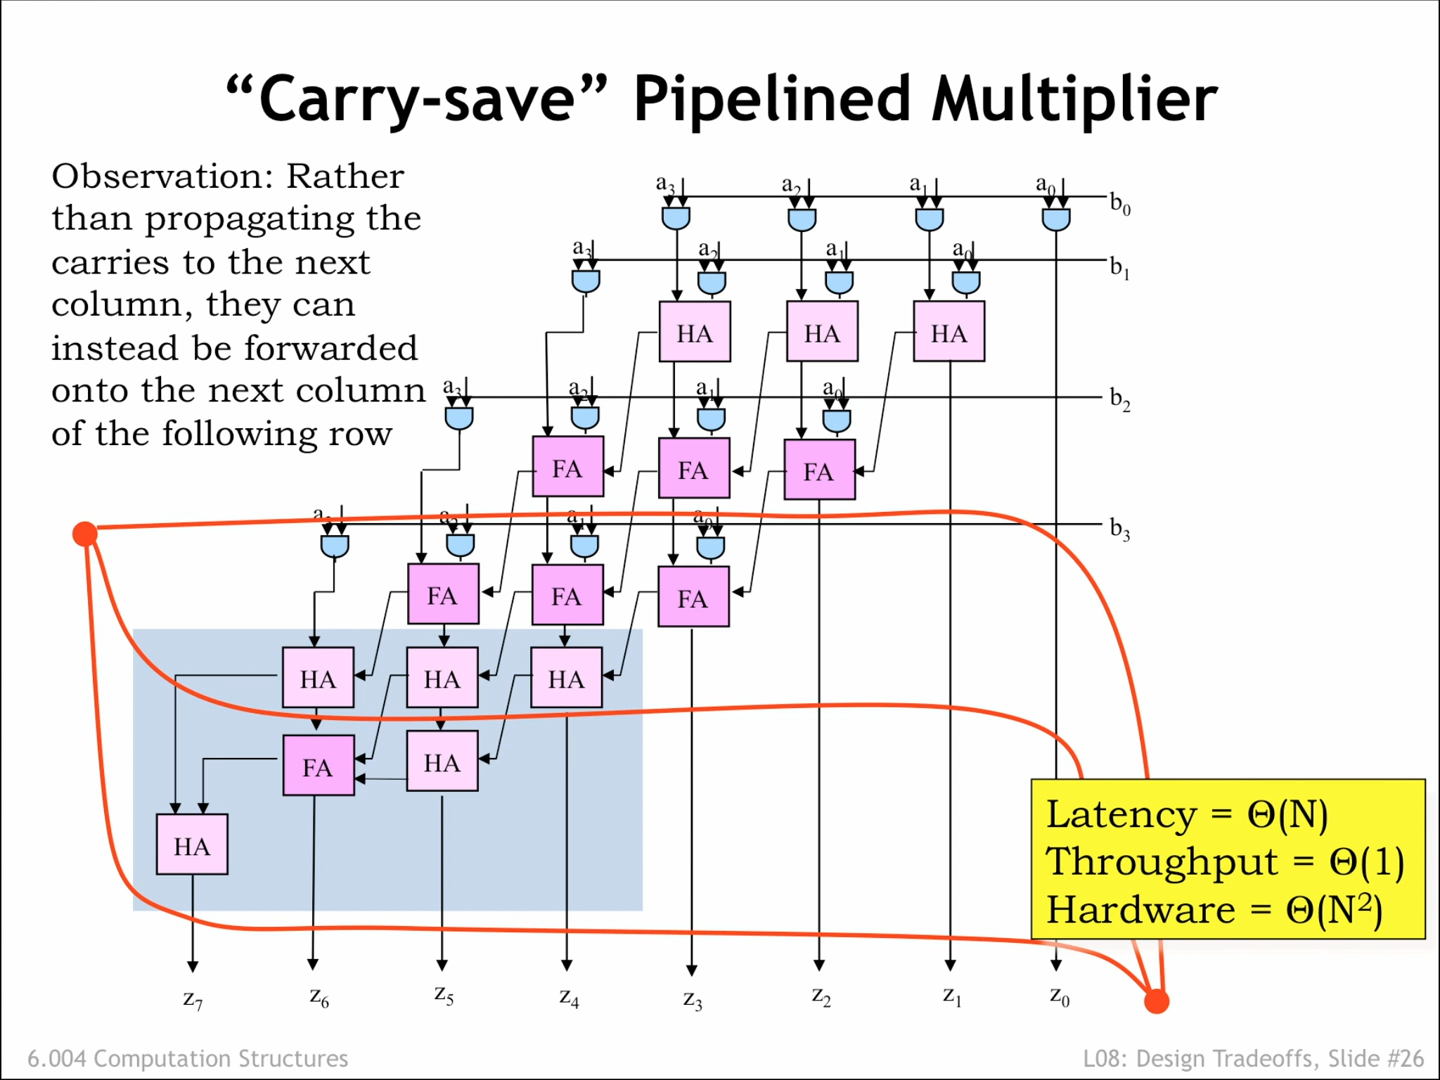 “Carry-save” Pipelined Multiplier
Observation: Rather
than propagating the
carries to the next
column, they can
instead be forwarded
onto the next column
of the following row
a₃ a₂ a₁ a₀ b₀
a₃ a₂ a₁ a₀ b₁
HA HA HA
a₃ a₂ a₁ a₀ b₂
FA FA FA
a₂ a₁ a₀ b₃
FA FA FA
HA HA HA
FA HA
HA
Latency = Θ(N)
Throughput = Θ(1)
Hardware = Θ(N²)
z₇ z₆ z₅ z₄ z₃ z₂ z₁ z₀
6.004 Computation Structures
L08: Design Tradeoffs, Slide #26